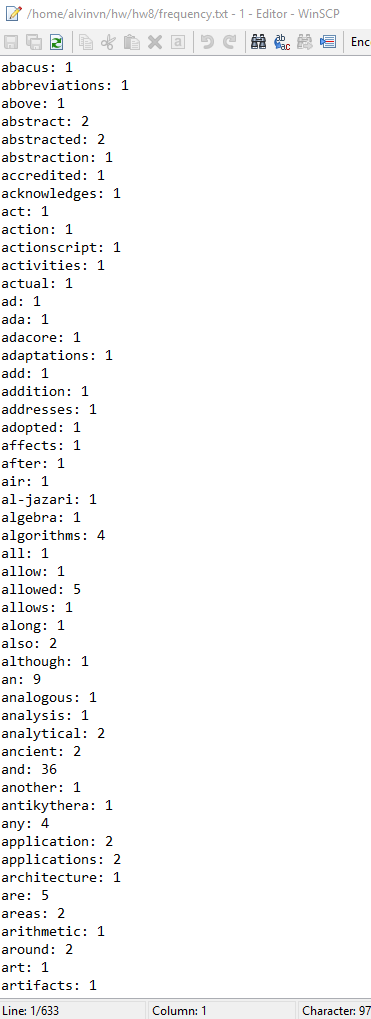 /home/alvinvn/hw/hw8/frequency.txt - 1 - Editor - WinSCP
Enc
abacus: 1
abbreviations: 1
above: 1
abstract: 2
abstracted: 2
abstraction: 1
accredited: 1
acknowledges: 1
act: 1
action: 1
actionscript: 1
activities: 1
actual: 1
ad: 1
ada: 1
adacore: 1
adaptations: 1
add: 1
addition: 1
addresses: 1
adopted: 1
affects: 1
after: 1
air: 1
al-jazari: 1
algebra: 1
algorithms: 4
all: 1
allow: 1
allowed: 5
allows: 1
along: 1
also: 2
although: 1
an: 9
analogous: 1
analysis: 1
analytical: 2
ancient: 2
and: 36
another: 1
antikythera: 1
any: 4
application: 2
applications: 2
architecture: 1
are: 5
areas: 2
arithmetic: 1
around: 2
art: 1
artifacts: 1
Line: 1/633 Column: 1 Character: 97